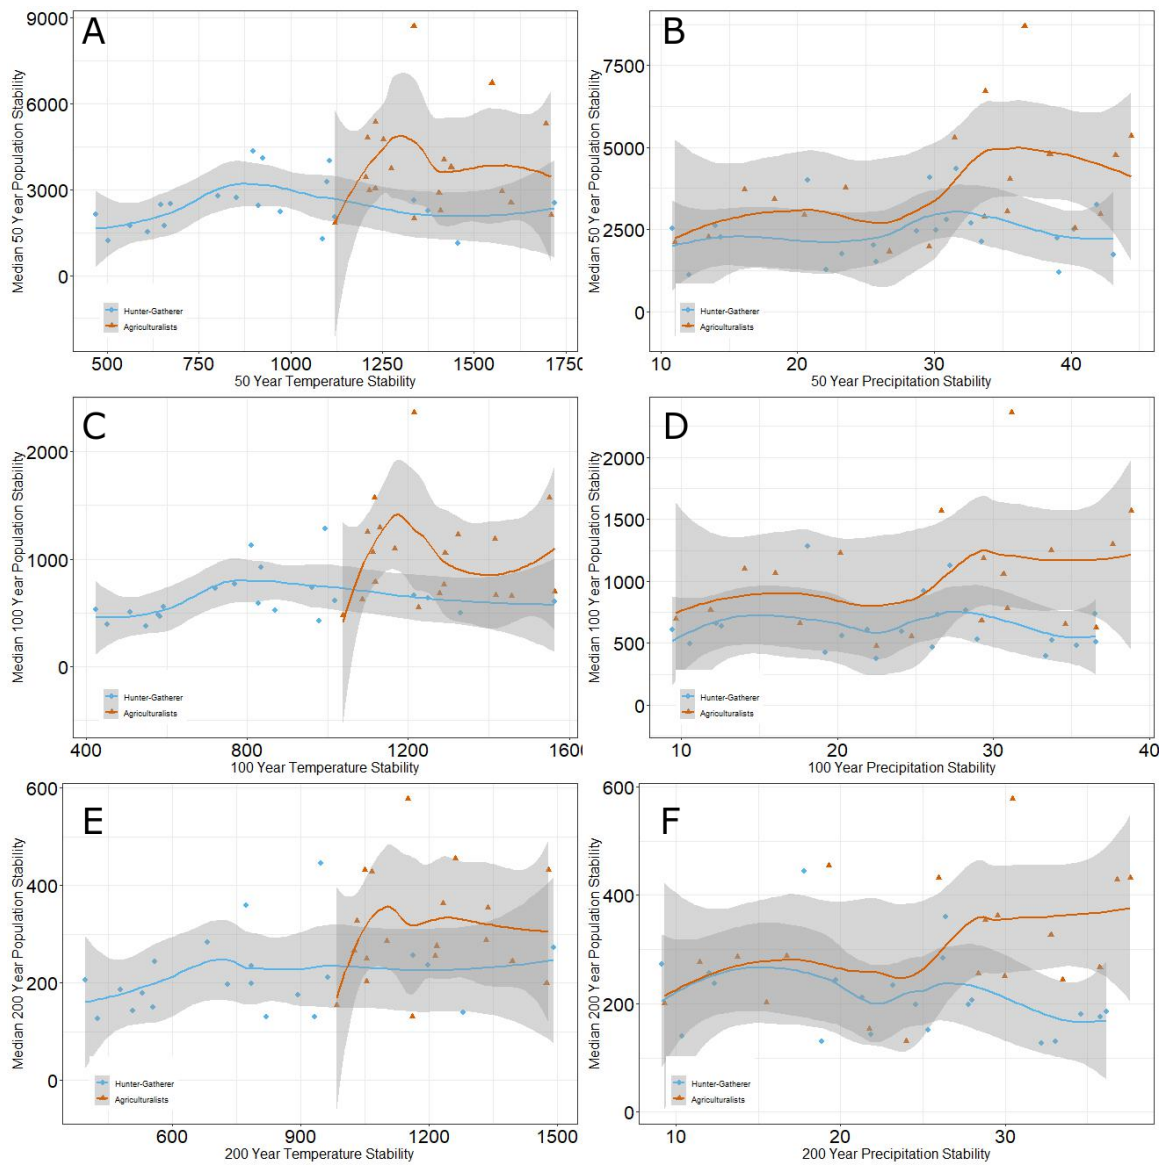 A
Median 50 Year Population Stability
9000
6000
3000
0
Hunter-Gatherer
Agriculturalists
500 750 1000 1250 1500 1750
50 Year Temperature Stability
B
Median 50 Year Population Stability
7500
5000
2500
0
Hunter-Gatherer
Agriculturalists
10 20 30 40
50 Year Precipitation Stability
C
Median 100 Year Population Stability
2000
1000
0
Hunter-Gatherer
Agriculturalists
400 800 1200 1600
100 Year Temperature Stability
D
Median 100 Year Population Stability
2000
1500
1000
500
0
Hunter-Gatherer
Agriculturalists
10 20 30 40
100 Year Precipitation Stability
E
Median 200 Year Population Stability
600
400
200
0
Hunter-Gatherer
Agriculturalists
600 900 1200 1500
200 Year Temperature Stability
F
Median 200 Year Population Stability
600
400
200
0
Hunter-Gatherer
Agriculturalists
10 20 30
200 Year Precipitation Stability